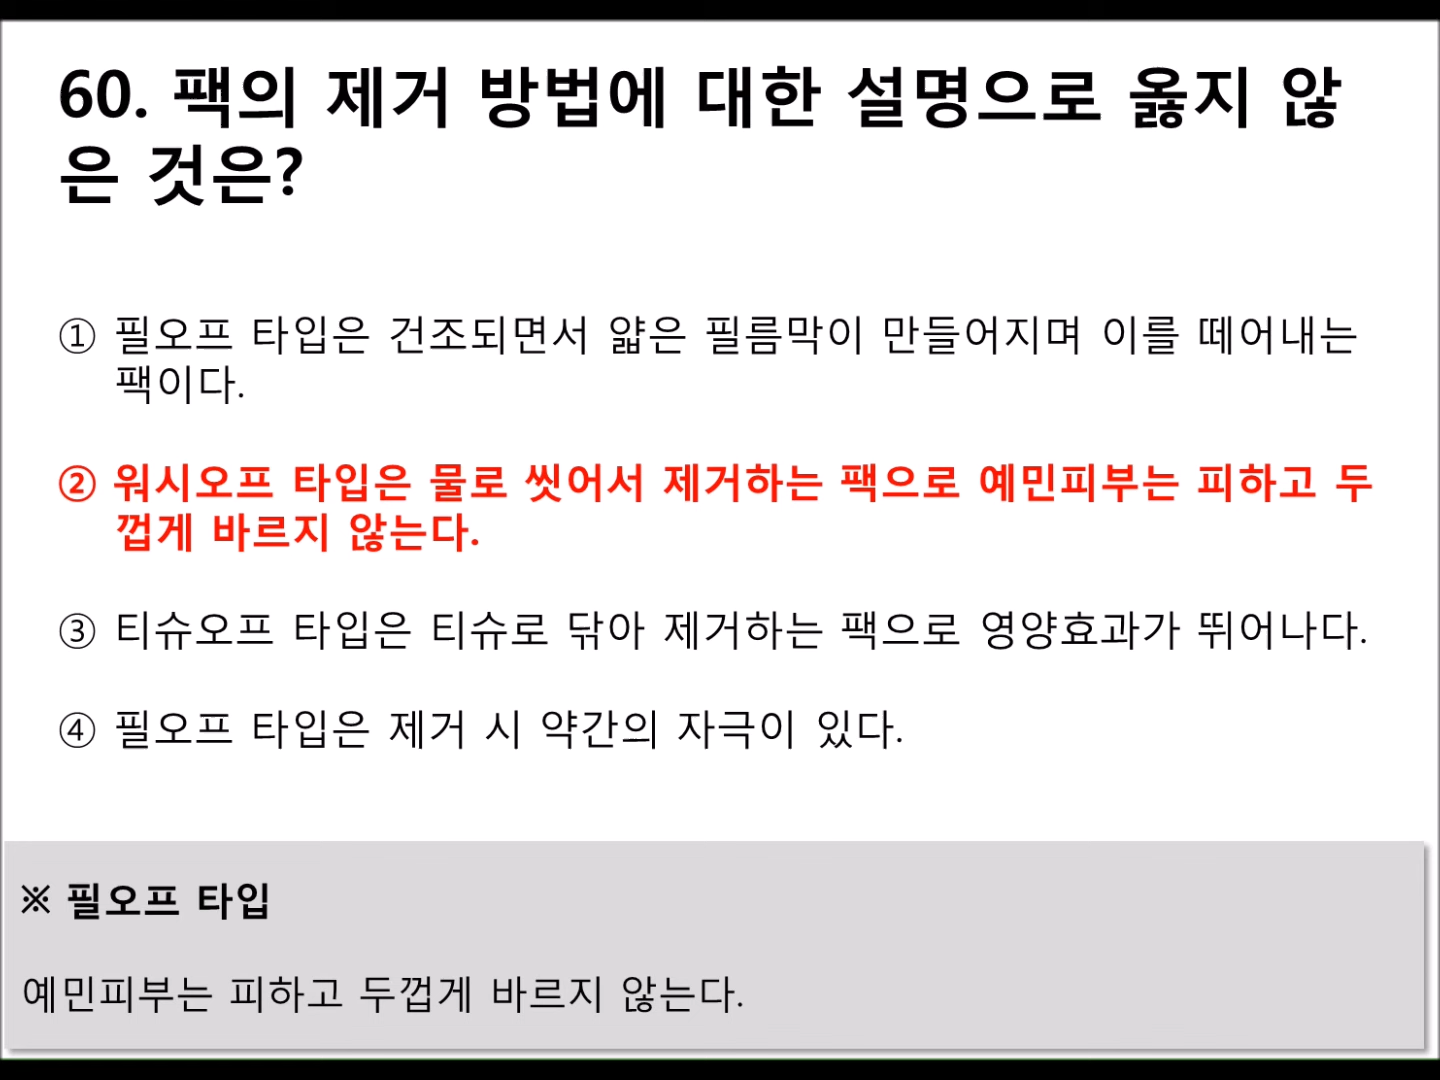 60. 팩의 제거 방법에 대한 설명으로 옳지 않
은 것은?
① 필오프 타입은 건조되면서 얇은 필름막이 만들어지며 이를 떼어내는
팩이다.
② 워시오프 타입은 물로 씻어서 제거하는 팩으로 예민피부는 피하고 두
껍게 바르지 않는다.
③ 티슈오프 타입은 티슈로 닦아 제거하는 팩으로 영양효과가 뛰어나다.
④ 필오프 타입은 제거 시 약간의 자극이 있다.
※ 필오프 타입
예민피부는 피하고 두껍게 바르지 않는다.